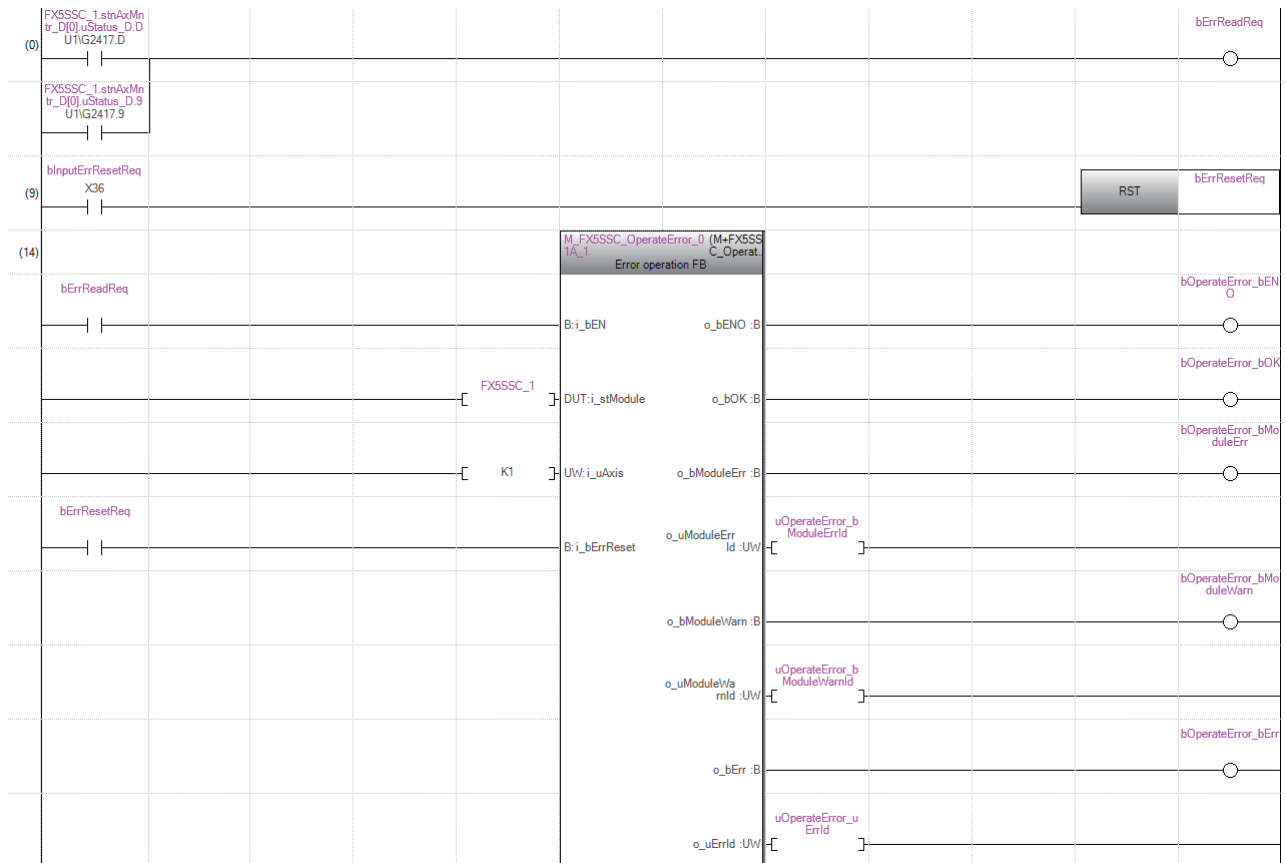 FX5SSC_1.stnAxMn
tr_D[0].uStatus_D.D
U1\G2417.D
bErrReadReq
(0)
FX5SSC_1.stnAxMn
tr_D[0].uStatus_D.9
U1\G2417.9
bInputErrResetReq
X36
(9)
RST
bErrResetReq
(14)
M_FX5SSC_OperateError_0
1A_1
(M+FX5SS
C_Operat..
Error operation FB
bErrReadReq
B:i_bEN
o_bENO :B
bOperateError_bEN
O
FX5SSC_1
DUT:i_stModule
o_bOK :B
bOperateError_bOK
K1
UW:i_uAxis
o_bModuleErr :B
bOperateError_bMo
duleErr
bErrResetReq
B:i_bErrReset
o_uModuleErr
Id :UW
uOperateError_b
ModuleErrId
o_bModuleWarn :B
bOperateError_bMo
duleWarn
o_uModuleWa
rnId :UW
uOperateError_b
ModuleWarnId
o_bErr :B
bOperateError_bErr
o_uErrId :UW
uOperateError_u
ErrId